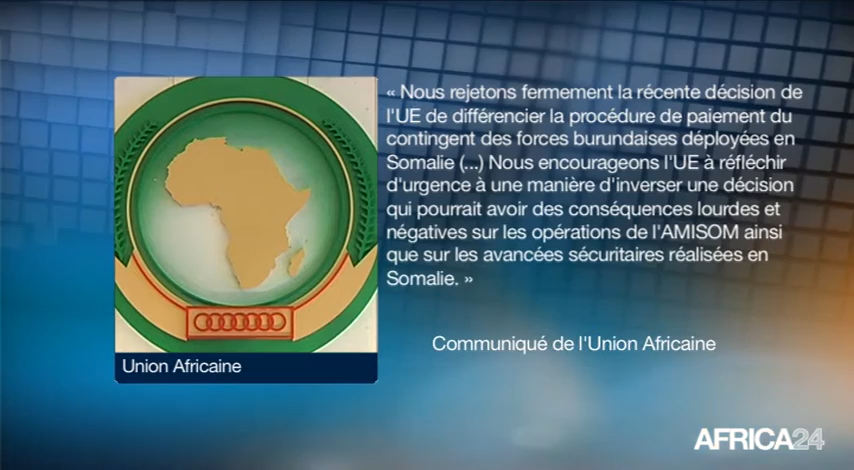 « Nous rejetons fermement la récente décision de
l'UE de différencier la procédure de paiement du
contingent des forces burundaises déployées en
Somalie (...) Nous encourageons l'UE à réfléchir
d'urgence à une manière d'inverser une décision
qui pourrait avoir des conséquences lourdes et
négatives sur les opérations de l'AMISOM ainsi
que sur les avancées sécuritaires réalisées en
Somalie. »
Communiqué de l'Union Africaine
Union Africaine
AFRICA24